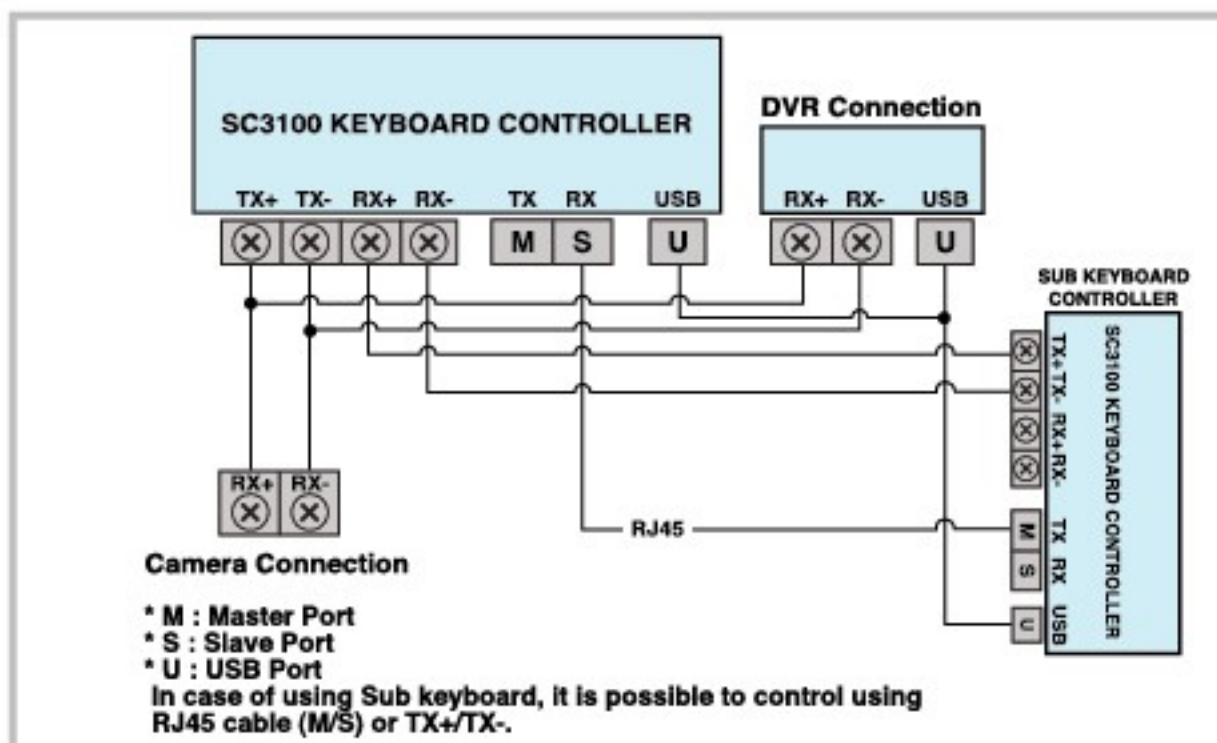 SC3100 KEYBOARD CONTROLLER
TX+ TX- RX+ RX- TX RX USB
M S U
DVR Connection
RX+ RX- USB
U
SUB KEYBOARD
CONTROLLER
SC3100 KEYBOARD CONTROLLER
TX+ TX- RX+ RX- TX RX USB
M S U
RJ45
RX+ RX-
Camera Connection
* M : Master Port
* S : Slave Port
* U : USB Port
In case of using Sub keyboard, it is possible to control using
RJ45 cable (M/S) or TX+/TX-.